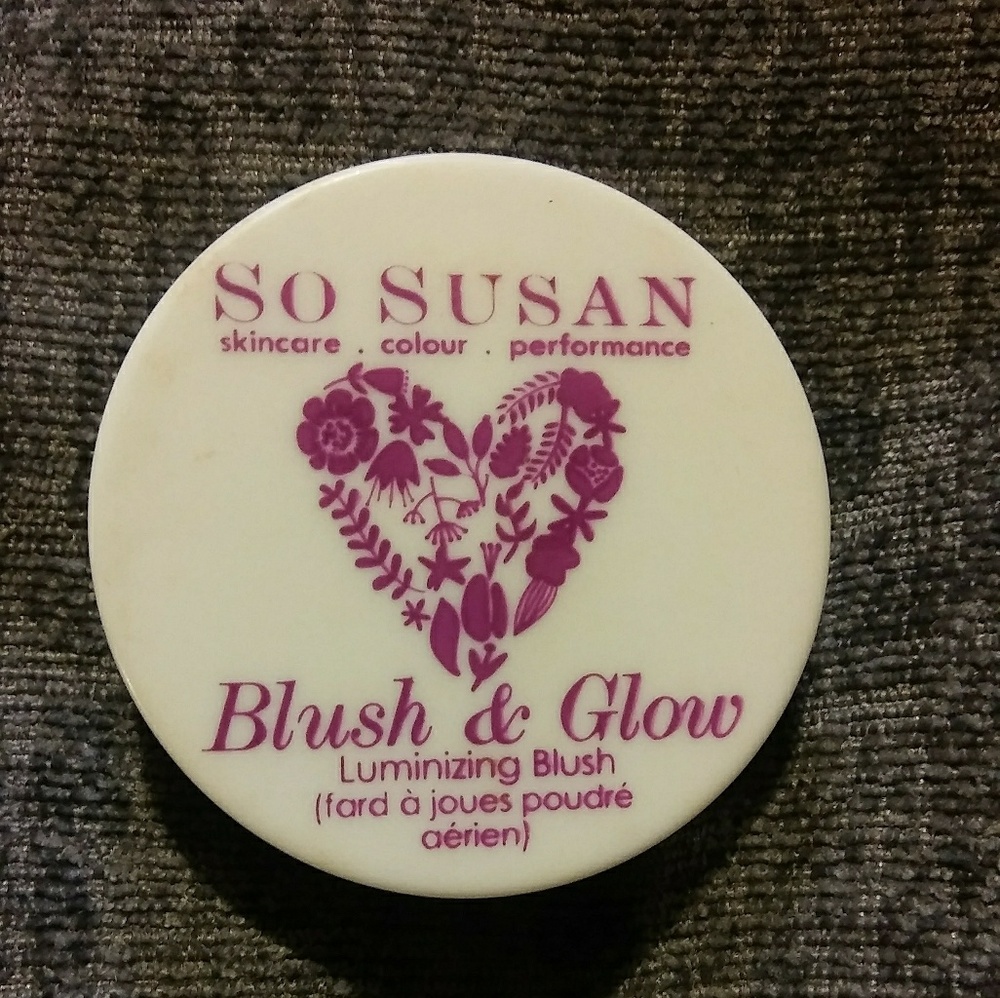 So Susan
skincare . colour . performance
Blush & Glow
Luminizing Blush
(fard à joues poudré
aérien)